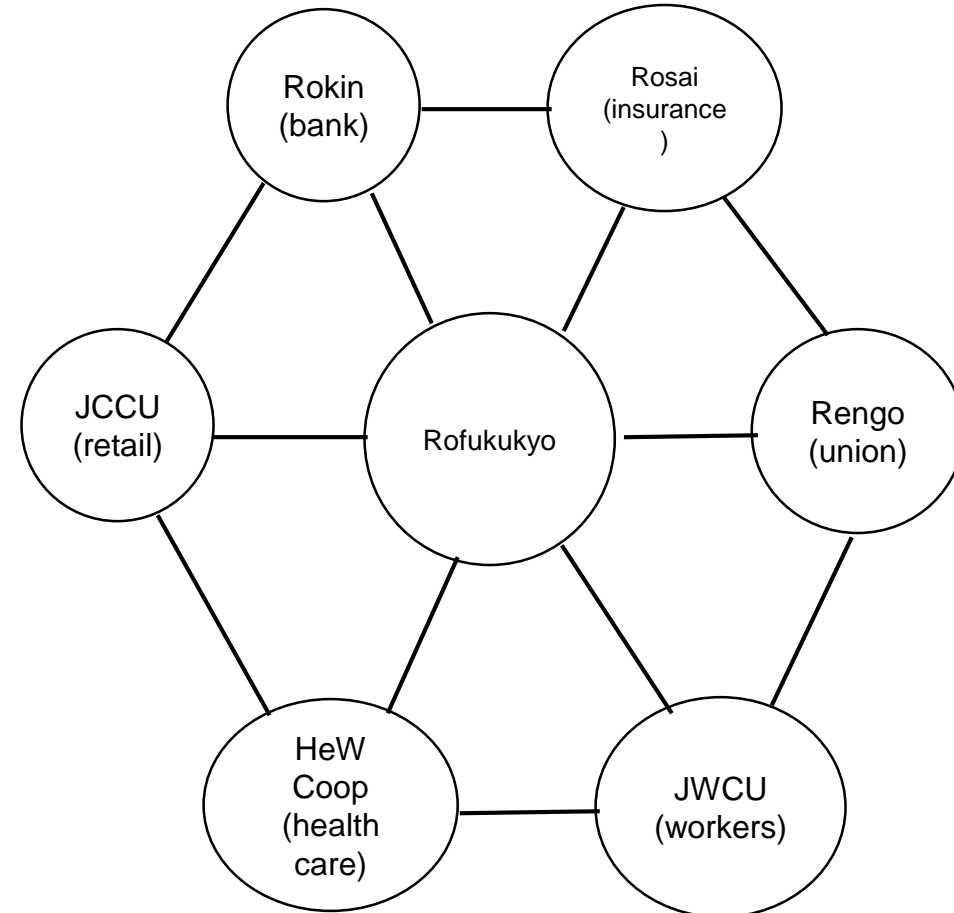 Rokin
(bank)
Rosai
(insurance
)
JCCU
(retail)
Rofukukyo
Rengo
(union)
HeW
Coop
(health
care)
JWCU
(workers)